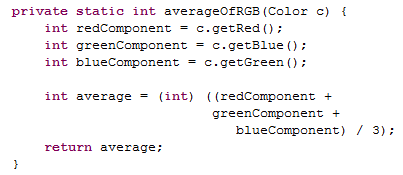 private static int averageOfRGB(Color c) {
int redComponent = c.getRed();
int greenComponent = c.getBlue();
int blueComponent = c.getGreen();
int average = (int) ((redComponent +
greenComponent +
blueComponent) / 3);
return average;
}